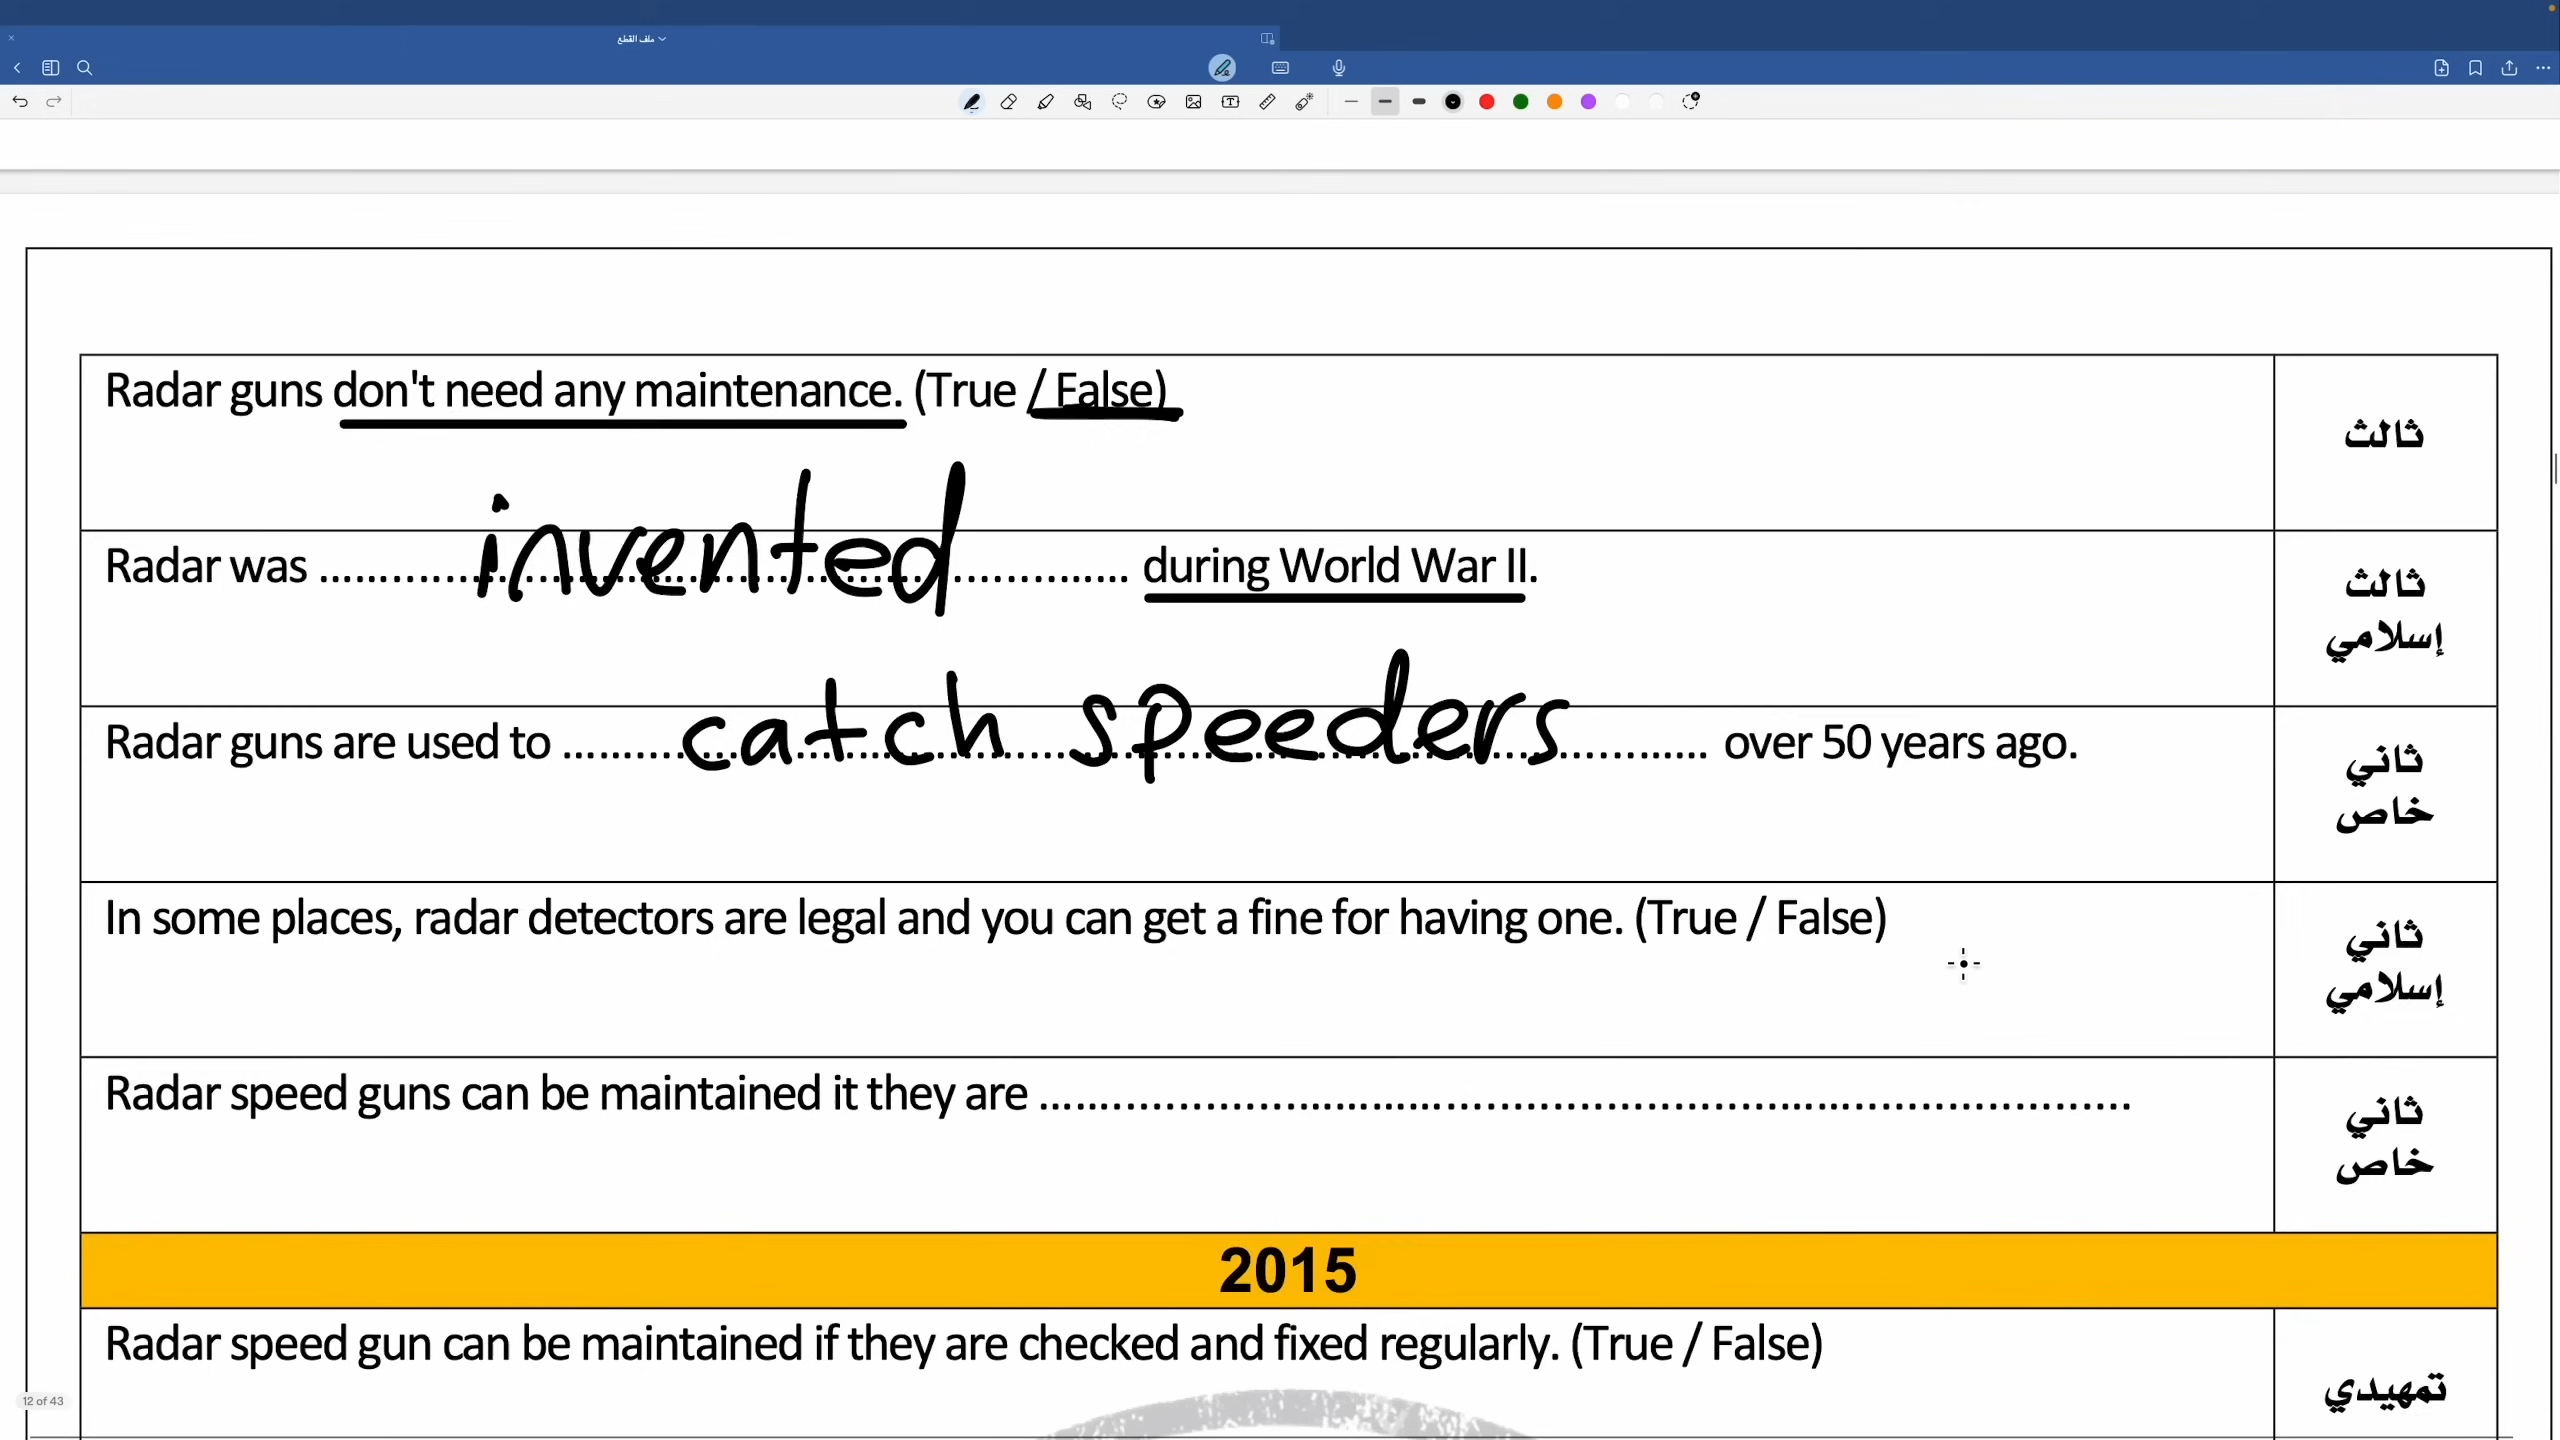 ملف القطع
Radar guns don't need any maintenance. (True / False)
ثالث
Radar was .......... invented .......... during World War II.
ثالث
إسلامي
Radar guns are used to .......... catch speeders .......... over 50 years ago.
ثاني
خاص
In some places, radar detectors are legal and you can get a fine for having one. (True / False)
ثاني
إسلامي
Radar speed guns can be maintained it they are ....................
ثاني
خاص
2015
Radar speed gun can be maintained if they are checked and fixed regularly. (True / False)
تمهيدي
12 of 43